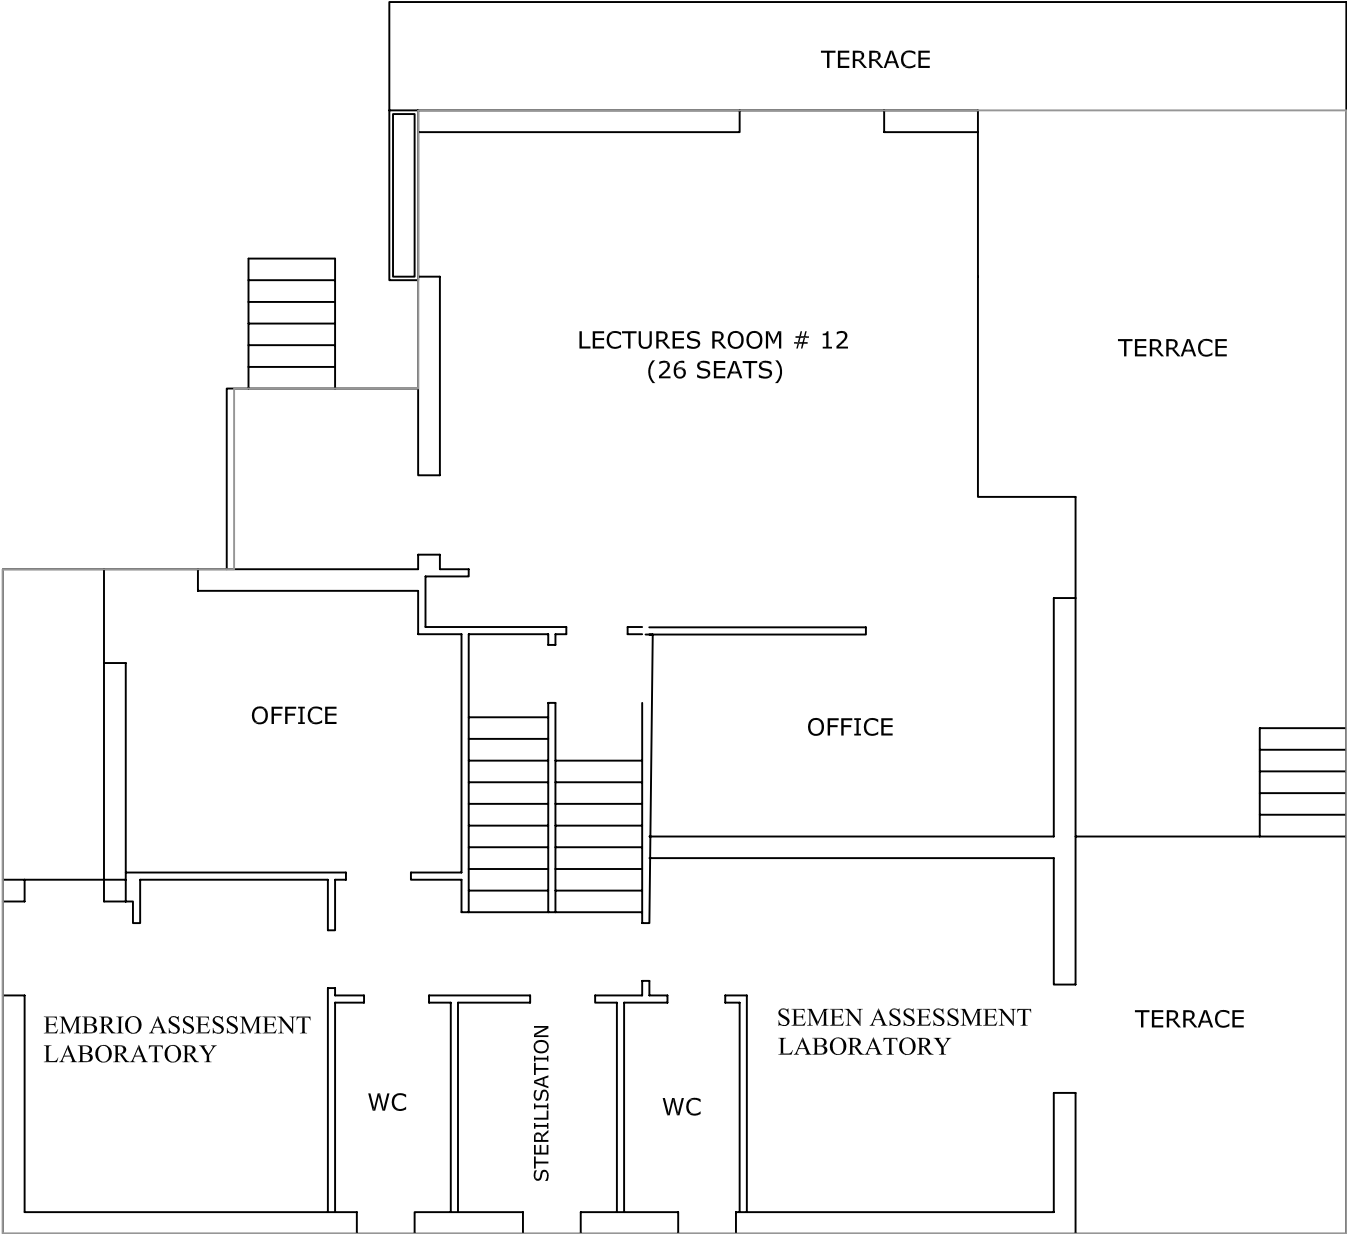 TERRACE
LECTURES ROOM # 12
(26 SEATS)
TERRACE
OFFICE
OFFICE
EMBRIO ASSESSMENT
LABORATORY
WC
STERILISATION
WC
SEMEN ASSESSMENT
LABORATORY
TERRACE